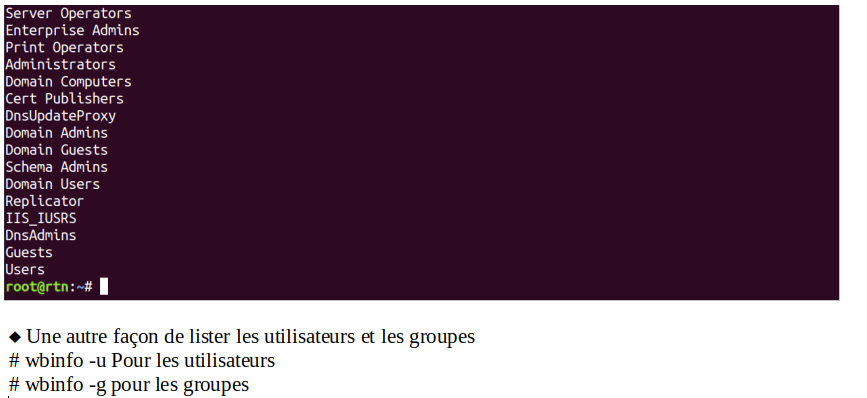 Server Operators
Enterprise Admins
Print Operators
Administrators
Domain Computers
Cert Publishers
DnsUpdateProxy
Domain Admins
Domain Guests
Schema Admins
Domain Users
Replicator
IIS_IUSRS
DnsAdmins
Guests
Users
root@rtn:~#
◆ Une autre façon de lister les utilisateurs et les groupes
# wbinfo -u Pour les utilisateurs
# wbinfo -g pour les groupes